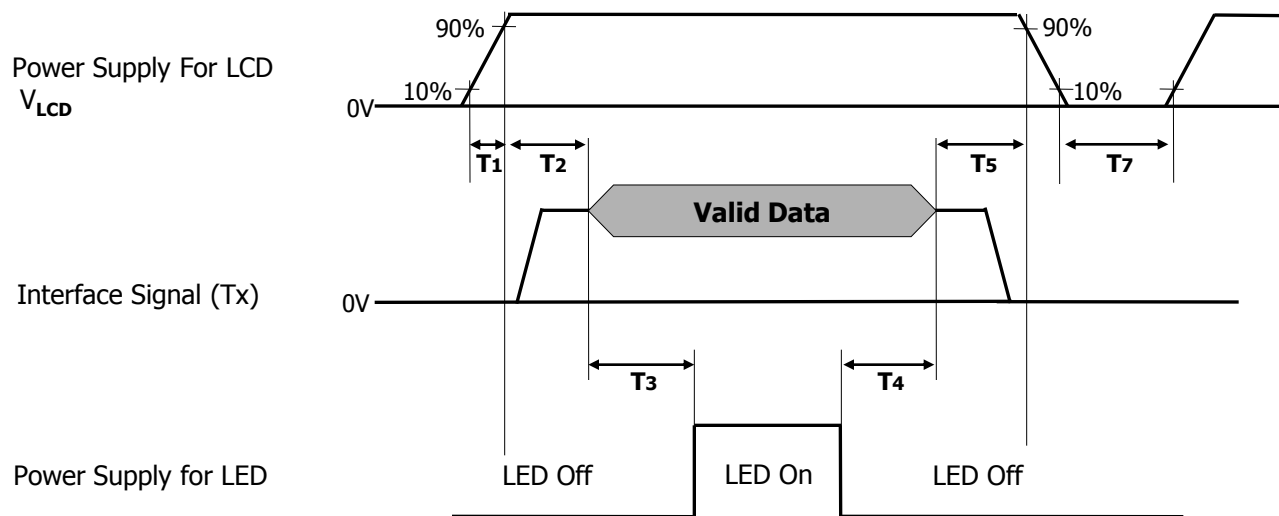 90%
90%
Power Supply For LCD
10%
10%
VLCD
0V
T1
T2
T5
T7
Valid Data
Interface Signal (Tx)
0V
T3
T4
Power Supply for LED
LED Off
LED On
LED Off